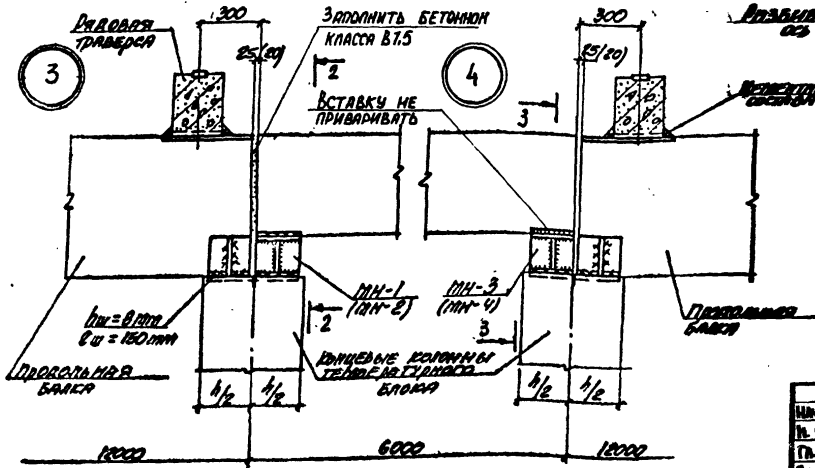 300
Рядовая
траверса
3
25(20)
Заполнить бетоном
класса В7.5
2
Вставку не
приваривать
4
3
300
25(20)
ось
hш = 8 мм
ℓш = 150 мм
МН-1
(МН-2)
2
МН-3
(МН-4)
3
Продольная
балка
Продольная
балка
Концевые колонны
температурного
блока
h/2
h/2
h/2
h/2
12000
6000
12000